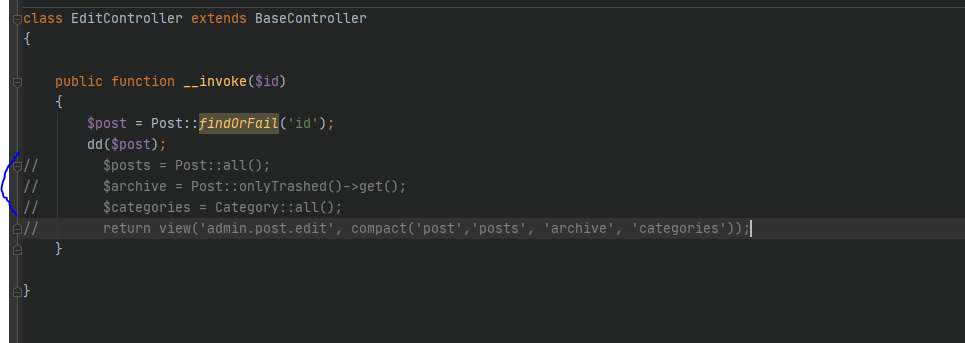 class EditController extends BaseController
{
public function __invoke($id)
{
$post = Post::findOrFail('id');
dd($post);
//        $posts = Post::all();
//        $archive = Post::onlyTrashed()->get();
//        $categories = Category::all();
//        return view('admin.post.edit', compact('post','posts', 'archive', 'categories'));
}
}